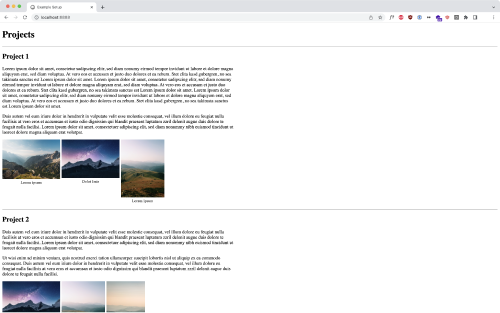 localhost:8080
Projects
Project 1
Lorem ipsum dolor sit amet, consetetur sadipscing elitr, sed diam nonumy eirmod tempor invidunt ut labore et dolore magna
aliquyam erat, sed diam voluptua. At vero eos et accusam et justo duo dolores et ea rebum. Stet clita kasd gubergren, no sea
takimata sanctus est Lorem ipsum dolor sit amet. Lorem ipsum dolor sit amet, consetetur sadipscing elitr, sed diam nonumy
eirmod tempor invidunt ut labore et dolore magna aliquyam erat, sed diam voluptua. At vero eos et accusam et justo duo
dolores et ea rebum. Stet clita kasd gubergren, no sea takimata sanctus est Lorem ipsum dolor sit amet. Lorem ipsum dolor sit
amet, consetetur sadipscing elitr, sed diam nonumy eirmod tempor invidunt ut labore et dolore magna aliquyam erat, sed
diam voluptua. At vero eos et accusam et justo duo dolores et ea rebum. Stet clita kasd gubergren, no sea takimata sanctus
est Lorem ipsum dolor sit amet.
Duis autem vel eum iriure dolor in hendrerit in vulputate velit esse molestie consequat, vel illum dolore eu feugiat nulla
facilisis at vero eros et accumsan et iusto odio dignissim qui blandit praesent luptatum zzril delenit augue duis dolore te
feugait nulla facilisi. Lorem ipsum dolor sit amet, consectetuer adipiscing elit, sed diam nonummy nibh euismod tincidunt ut
laoreet dolore magna aliquam erat volutpat.
Lorem ipsum
Dolor
Lorem ipsum
Project 2
Duis autem vel eum iriure dolor in hendrerit in vulputate velit esse molestie consequat, vel illum dolore eu feugiat nulla
facilisis at vero eros et accumsan et iusto odio dignissim qui blandit praesent luptatum zzril delenit augue duis dolore te
feugait nulla facilisi. Lorem ipsum dolor sit amet, consectetuer adipiscing elit, sed diam nonummy nibh euismod tincidunt ut
laoreet dolore magna aliquam erat volutpat.
Ut wisi enim ad minim veniam, quis nostrud exerci tation ullamcorper suscipit lobortis nisl ut aliquip ex ea commodo
consequat. Duis autem vel eum iriure dolor in hendrerit in vulputate velit esse molestie consequat, vel illum dolore eu
feugiat nulla facilisis at vero eros et accumsan et iusto odio dignissim qui blandit praesent luptatum zzril delenit augue duis
dolore te feugait nulla facilisi.